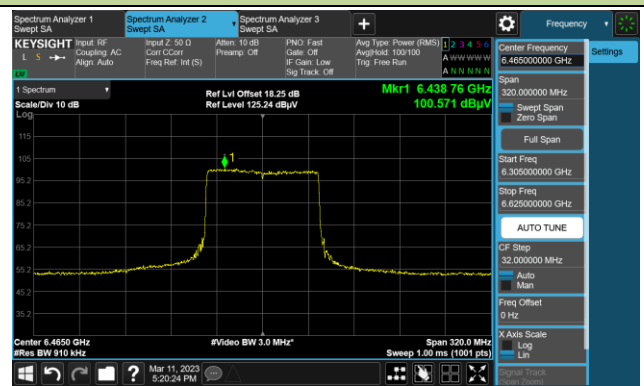 Spectrum Analyzer 1
Swept SA
Spectrum Analyzer 2
Swept SA
Spectrum Analyzer 3
Swept SA
+
Frequency
KEYSIGHT
L S
LW
Input: RF
Coupling: AC
Align: Auto
Input Z: 50 Ω
Corr CCorr
Freq Ref: Int (S)
Atten: 10 dB
Preamp: Off
PNO: Fast
Gate: Off
IF Gain: Low
Sig Track: Off
Avg Type: Power (RMS)
Avg|Hold: 100/100
Trig: Free Run
1 2 3 4 5 6
A W W W W W
A N N N N N
1 Spectrum
Scale/Div 10 dB
Log
Ref Lvl Offset 18.25 dB
Ref Level 125.24 dBµV
Mkr1 6.438 76 GHz
100.571 dBµV
1
115
105
95.2
85.2
75.2
65.2
55.2
45.2
35.2
Center 6.4650 GHz
#Res BW 910 kHz
#Video BW 3.0 MHz*
Span 320.0 MHz
Sweep 1.00 ms (1001 pts)
Mar 11, 2023
5:20:24 PM
?
Center Frequency
6.465000000 GHz
Span
320.000000 MHz
Swept Span
Zero Span
Full Span
Start Freq
6.305000000 GHz
Stop Freq
6.625000000 GHz
AUTO TUNE
CF Step
32.000000 MHz
Auto
Man
Freq Offset
0 Hz
X Axis Scale
Log
Lin
Signal Track
(Span Zoom)
Settings